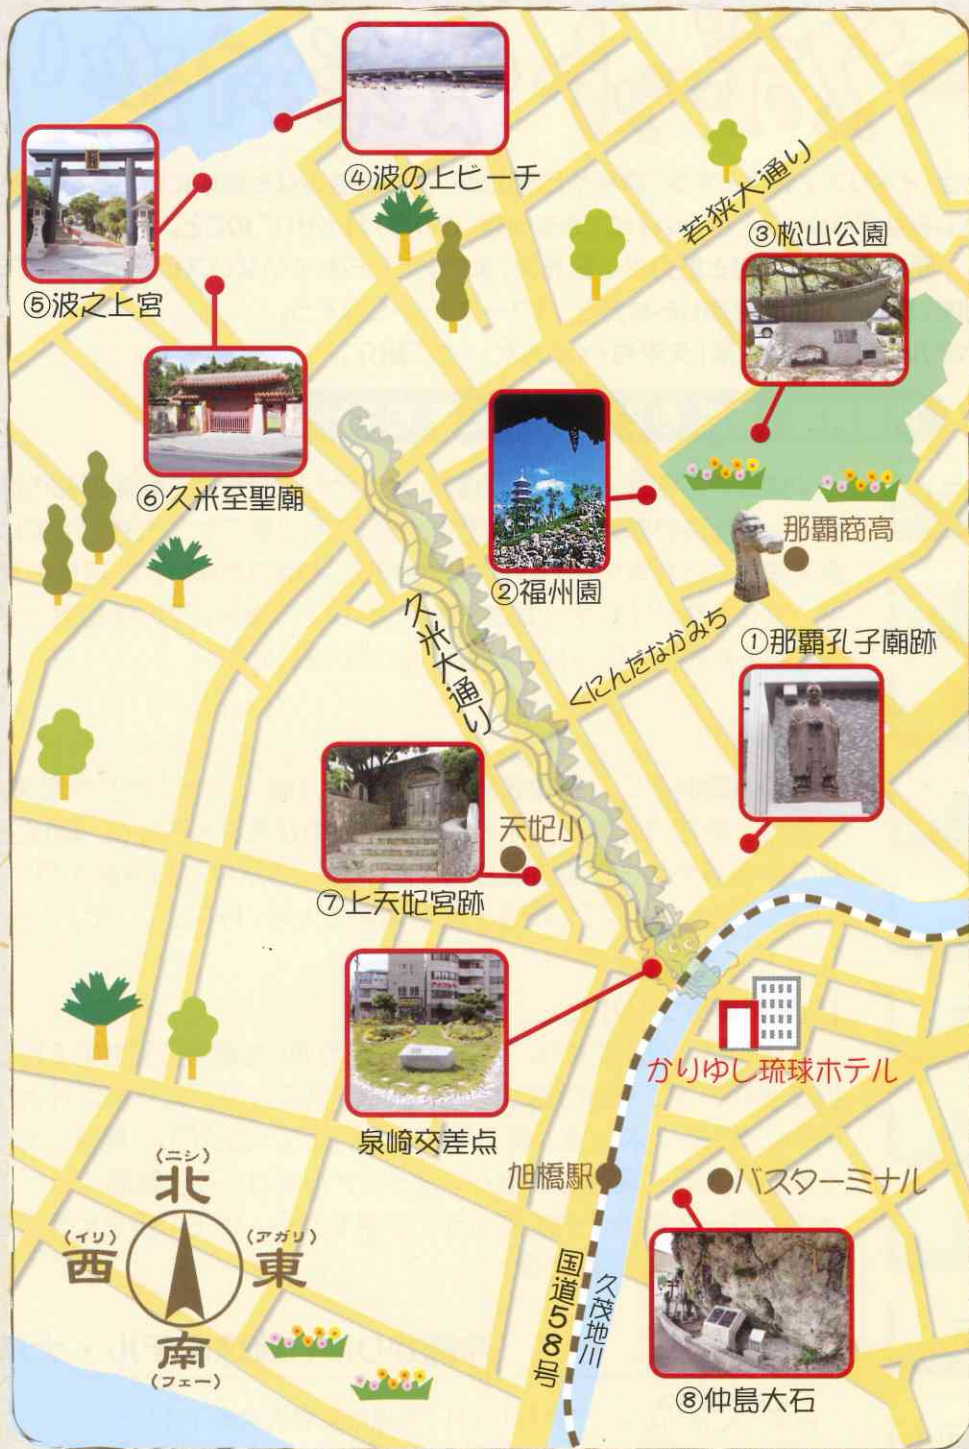 ④波の上ビーチ
若狭大通り
③松山公園
⑤波之上宮
⑥久米至聖廟
②福州園
那覇商高
久米大通り
くにんだなかみち
①那覇孔子廟跡
天妃小
⑦上天妃宮跡
かりゆし琉球ホテル
泉崎交差点
旭橋駅
バスターミナル
(ニシ)
北
(イリ)
西
(アガリ)
東
南
(フェー)
国道58号
久茂地川
⑧仲島大石